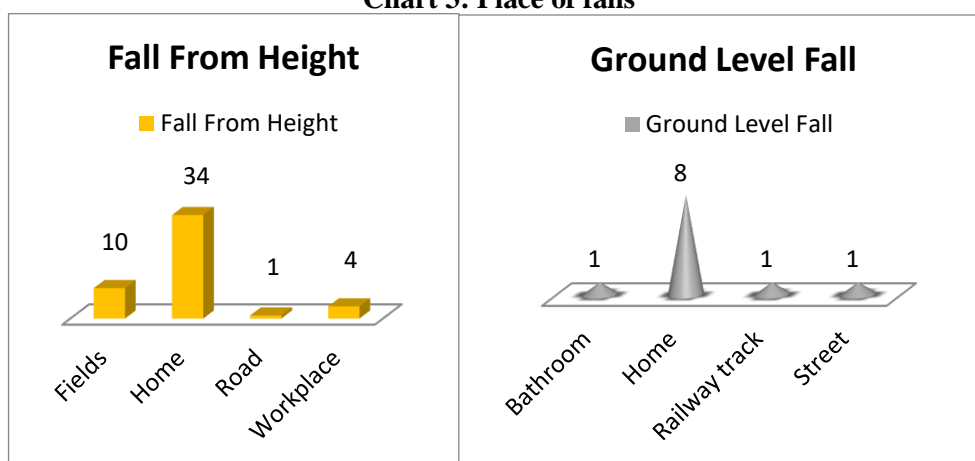 Chart 3: Place of falls
Fall From Height
Fall From Height
34
10
1
4
Fields
Home
Road
Workplace
Ground Level Fall
Ground Level Fall
8
1
1
1
Bathroom
Home
Railway track
Street